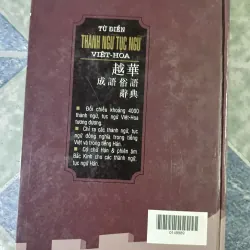 TỪ ĐIỂN
THÀNH NGỮ TỤC NGỮ
VIỆT-HOA
越華
成語俗語
辭典
Đối chiếu khoảng 4000
thành ngữ, tục ngữ Việt-Hoa
tương đương.
Chỉ ra các thành ngữ, tục
ngữ đồng nghĩa trong tiếng
Việt và trong tiếng Hán.
Có chú Hán & phiên âm
Bắc Kinh cho các thành ngữ,
tục ngữ Hán